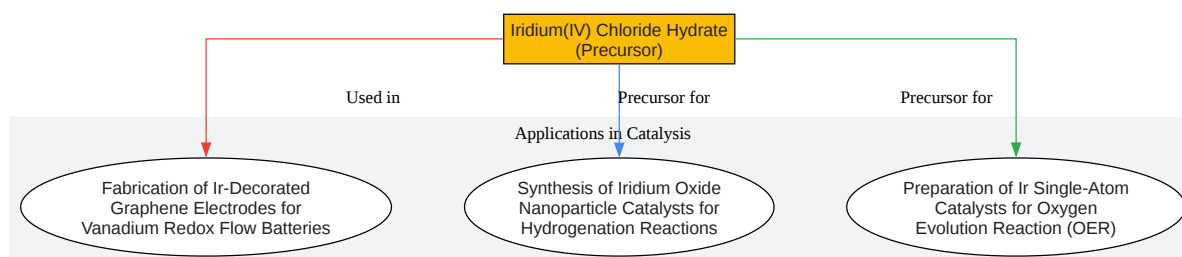 Iridium(IV) Chloride Hydrate
(Precursor)
Used in
Precursor for
Precursor for
Applications in Catalysis
Fabrication of Ir-Decorated
Graphene Electrodes for
Vanadium Redox Flow Batteries
Synthesis of Iridium Oxide
Nanoparticle Catalysts for
Hydrogenation Reactions
Preparation of Ir Single-Atom
Catalysts for Oxygen
Evolution Reaction (OER)